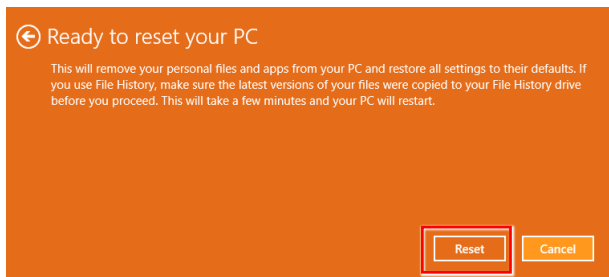 Ready to reset your PC
This will remove your personal files and apps from your PC and restore all settings to their defaults. If
you use File History, make sure the latest versions of your files were copied to your File History drive
before you proceed. This will take a few minutes and your PC will restart.
Reset
Cancel